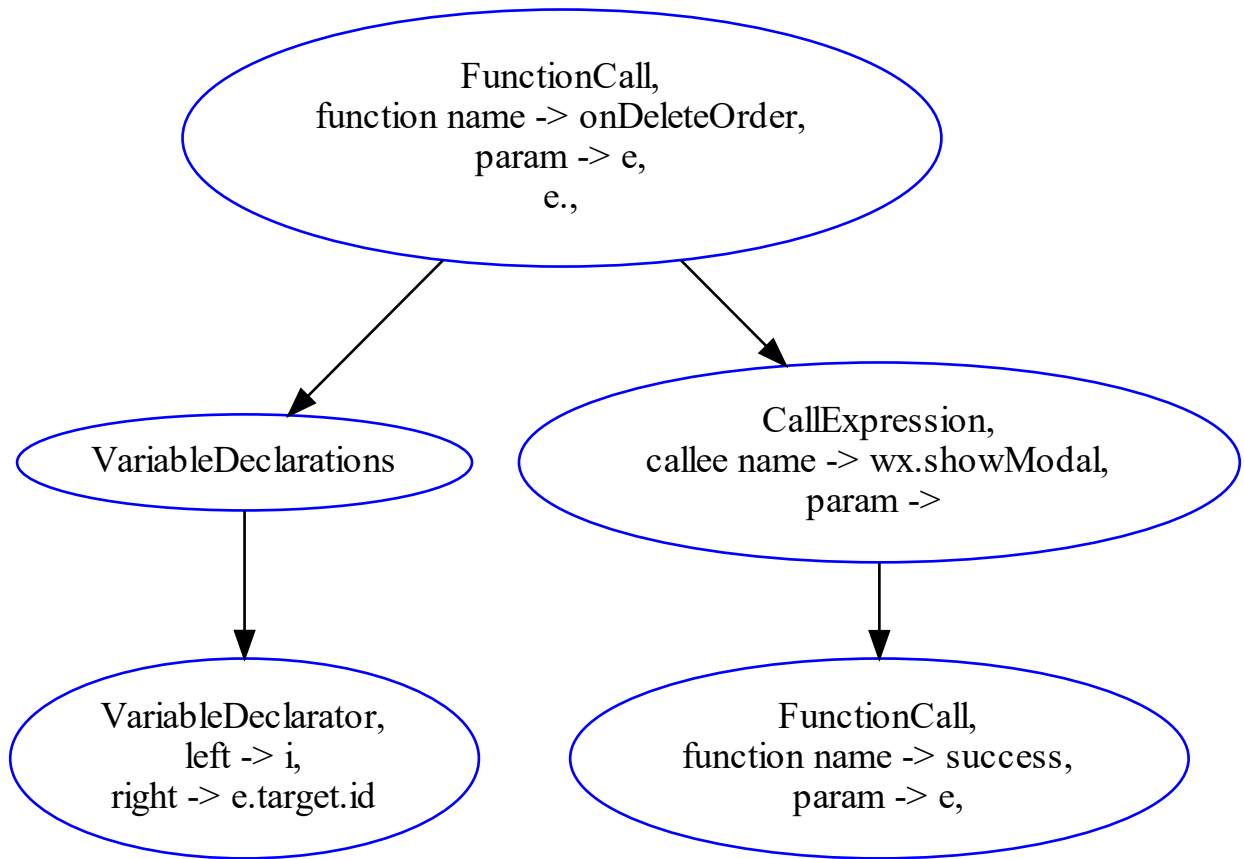 FunctionCall,
function name -> onDeleteOrder,
param -> e,
e.,
VariableDeclarations
CallExpression,
callee name -> wx.showModal,
param ->
VariableDeclarator,
left -> i,
right -> e.target.id
FunctionCall,
function name -> success,
param -> e,